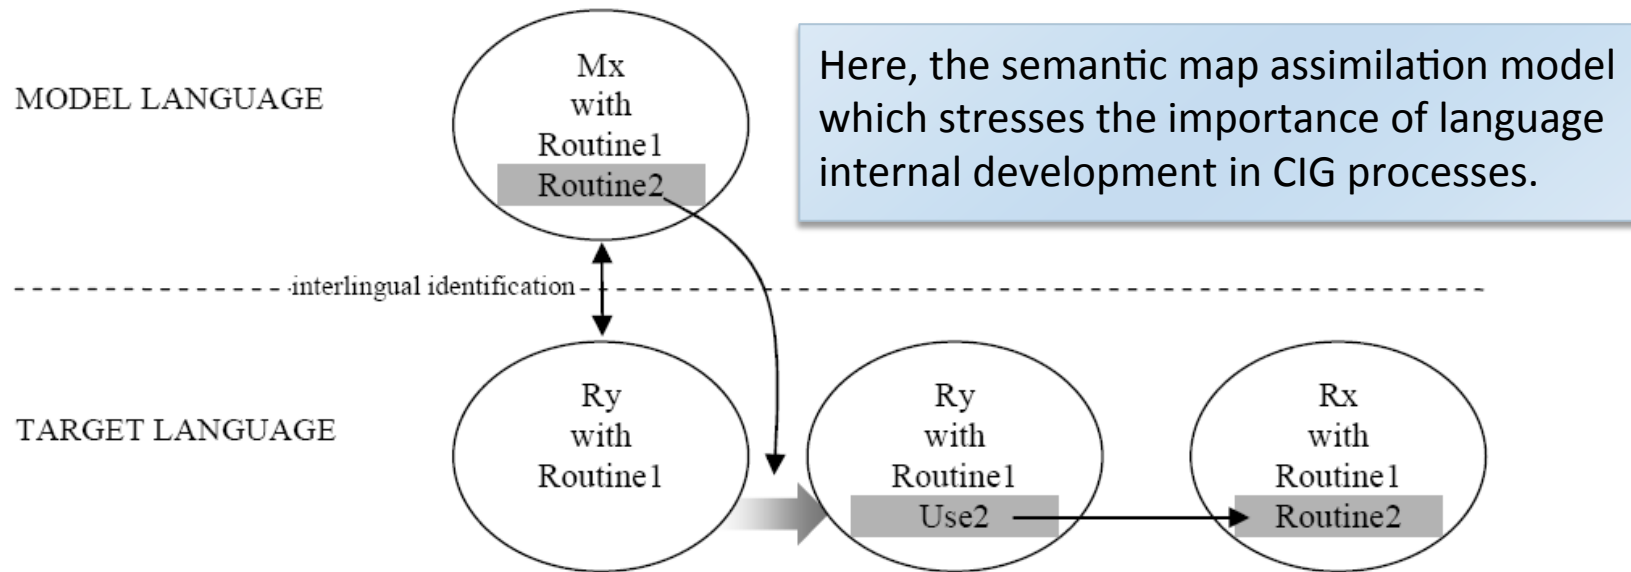 MODEL LANGUAGE
Mx
with
Routine1
Routine2
Here, the semantic map assimilation model
which stresses the importance of language
internal development in CIG processes.
interlingual identification
TARGET LANGUAGE
Ry
with
Routine1
Ry
with
Routine1
Use2
Rx
with
Routine1
Routine2